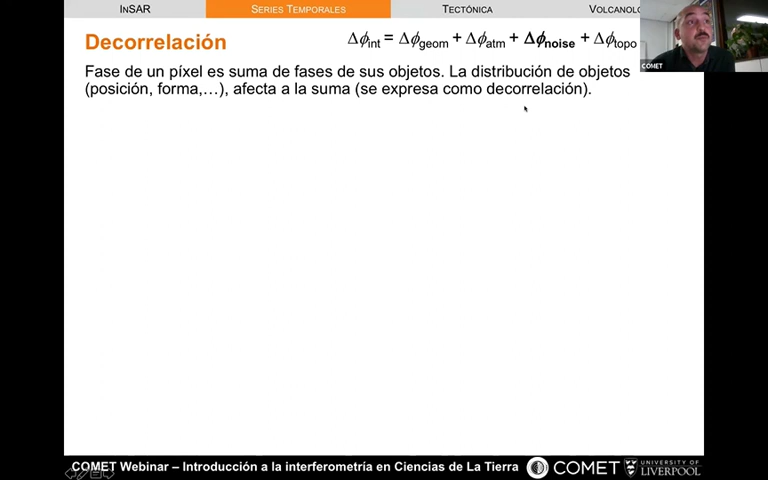 INSAR SERIES TEMPORALES TECTÓNICA VOLCANOLO
Decorrelación
Δϕint = Δϕgeom + Δϕatm + Δϕnoise + Δϕtopo
COMET
Fase de un píxel es suma de fases de sus objetos. La distribución de objetos
(posición, forma,…), afecta a la suma (se expresa como decorrelación).
COMET Webinar – Introducción a la interferometría en Ciencias de La Tierra
COMET
UNIVERSITY OF
LIVERPOOL